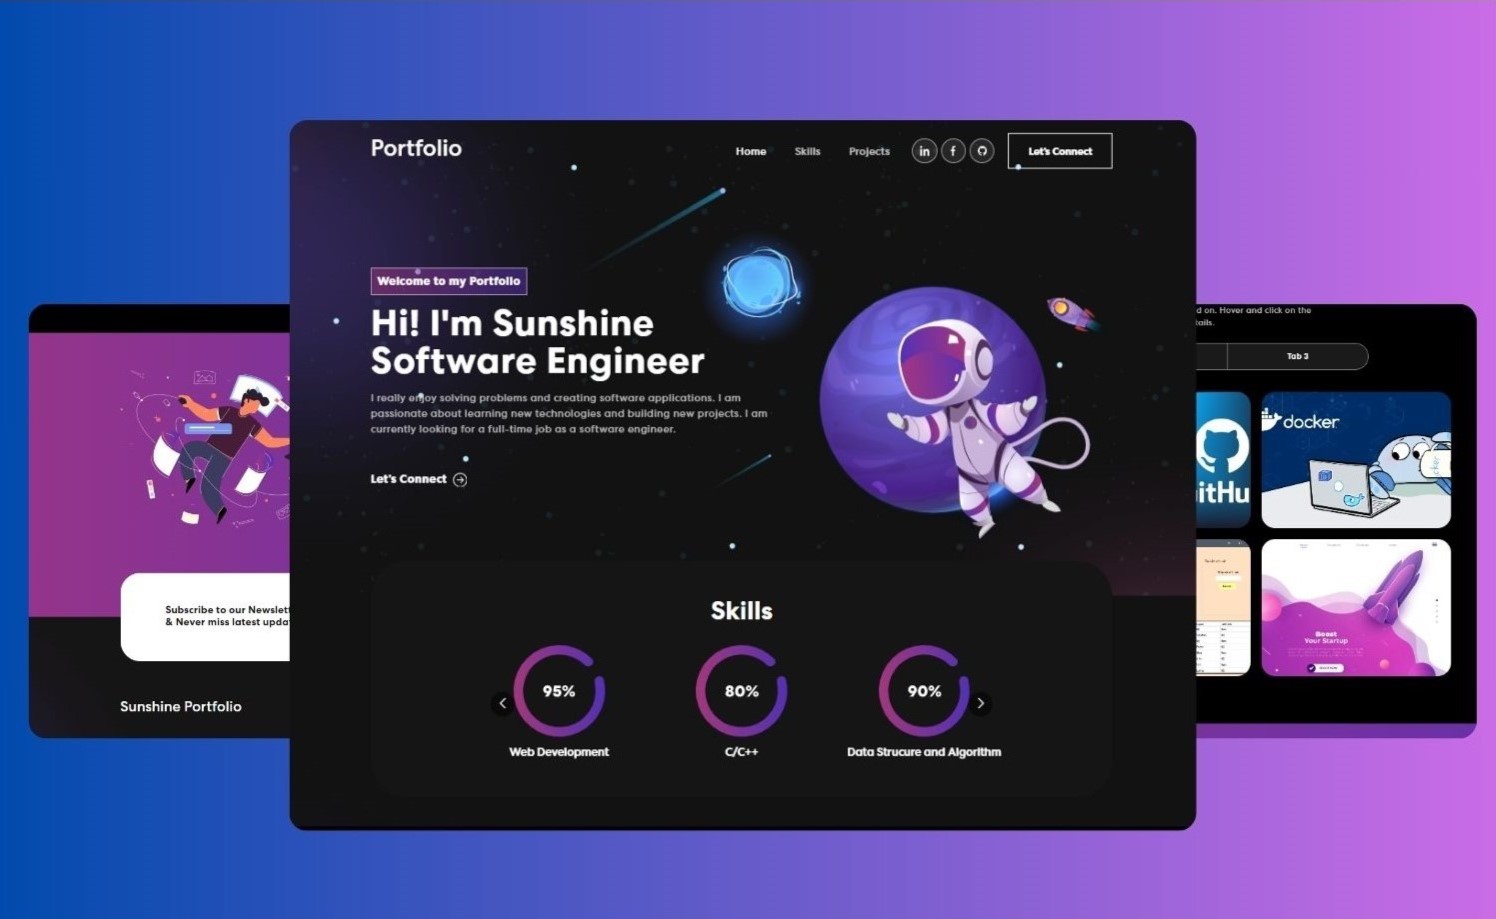 Portfolio
Home
Skills
Projects
in
f
Let's Connect
Welcome to my Portfolio
Hi! I'm Sunshine
Software Engineer
I really enjoy solving problems and creating software applications. I am
passionate about learning new technologies and building new projects. I am
currently looking for a full-time job as a software engineer.
Let's Connect
Skills
95%
80%
90%
Web Development
C/C++
Data Strucure and Algorithm
Subscribe to our Newslett
& Never miss latest updat
Sunshine Portfolio
d on. Hover and click on the
tails.
Tab 3
itHu
docker
Boost
Your Startup